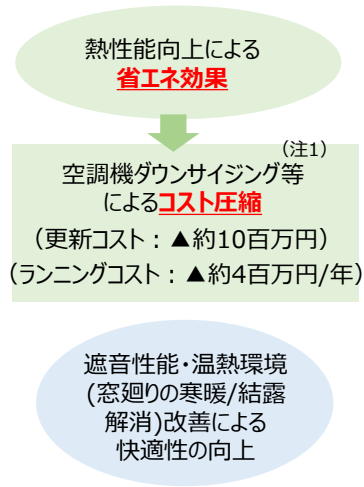 熱性能向上による
省エネ効果
（注1）
空調機ダウンサイジング等
によるコスト圧縮
（更新コスト：▲約10百万円）
（ランニングコスト：▲約4百万円/年）
遮音性能・温熱環境
(窓廻りの寒暖/結露
解消)改善による
快適性の向上